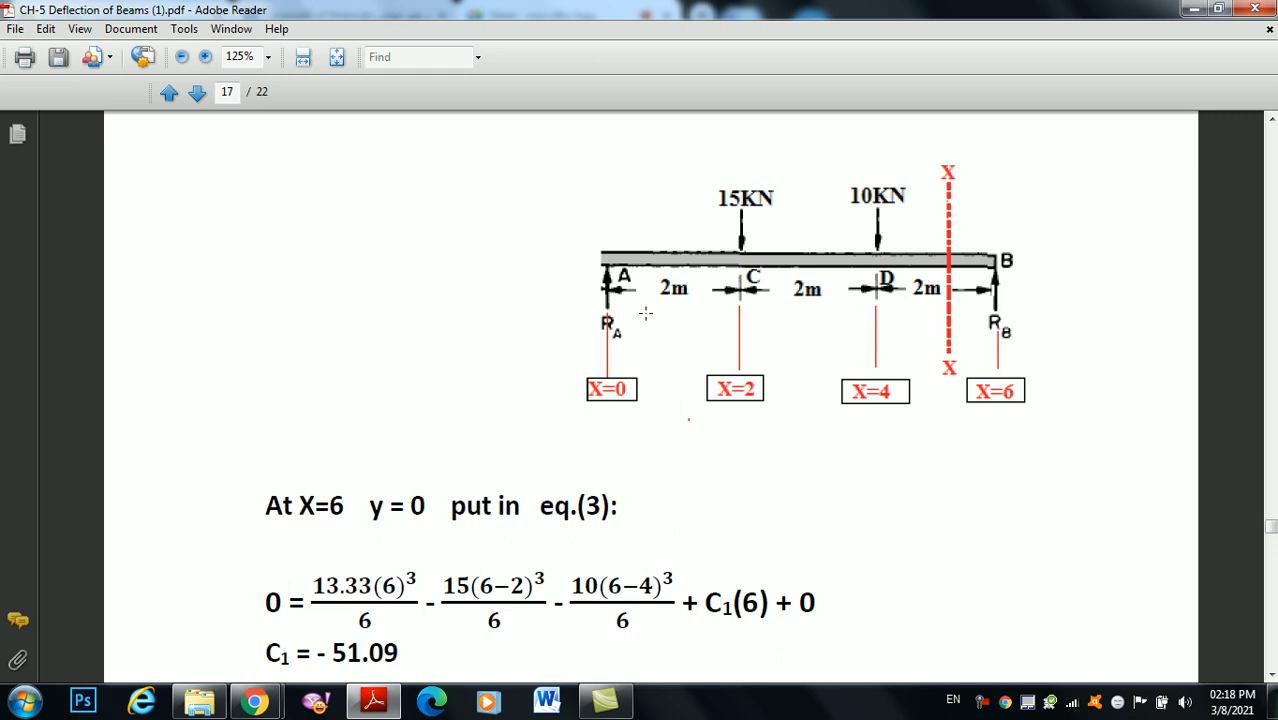 CH-5 Deflection of Beams (1).pdf - Adobe Reader
File Edit View Document Tools Window Help
125% Find
17 / 22
X
15KN 10KN
A C D B
2m 2m 2m
R_A R_B
X
X=0 X=2 X=4 X=6
At X=6 y = 0 put in eq.(3):
0 = 13.33(6)³/6 - 15(6−2)³/6 - 10(6−4)³/6 + C₁(6) + 0
C₁ = - 51.09
Ps W EN 02:18 PM
3/8/2021